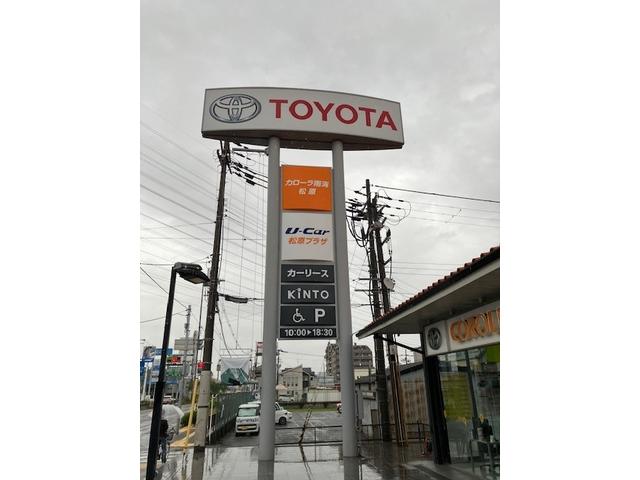 TOYOTA
カローラ南海
松原
U-Car
松原プラザ
カーリース
KINTO
P
10:00▶18:30